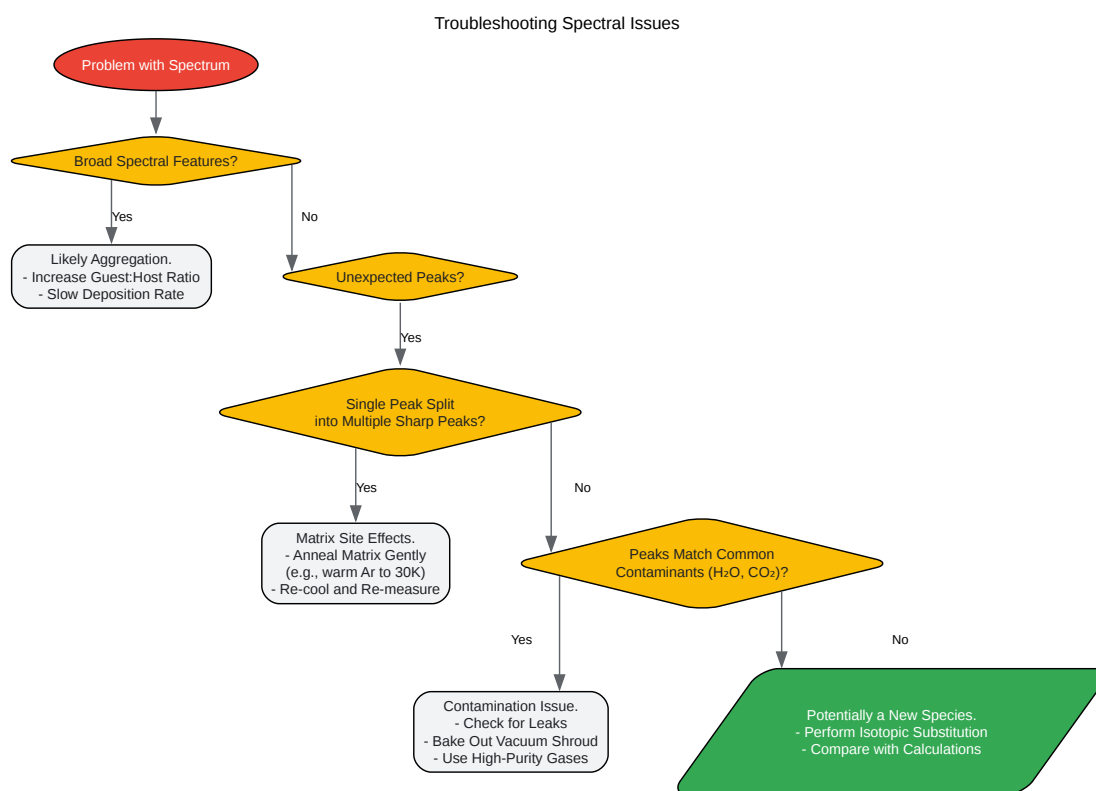 Troubleshooting Spectral Issues
Problem with Spectrum
Broad Spectral Features?
Yes
No
Likely Aggregation.
- Increase Guest:Host Ratio
- Slow Deposition Rate
Unexpected Peaks?
Yes
Single Peak Split
into Multiple Sharp Peaks?
Yes
No
Matrix Site Effects.
- Anneal Matrix Gently
(e.g., warm Ar to 30K)
- Re-cool and Re-measure
Peaks Match Common
Contaminants (H₂O, CO₂)?
Yes
No
Contamination Issue.
- Check for Leaks
- Bake Out Vacuum Shroud
- Use High-Purity Gases
Potentially a New Species.
- Perform Isotopic Substitution
- Compare with Calculations